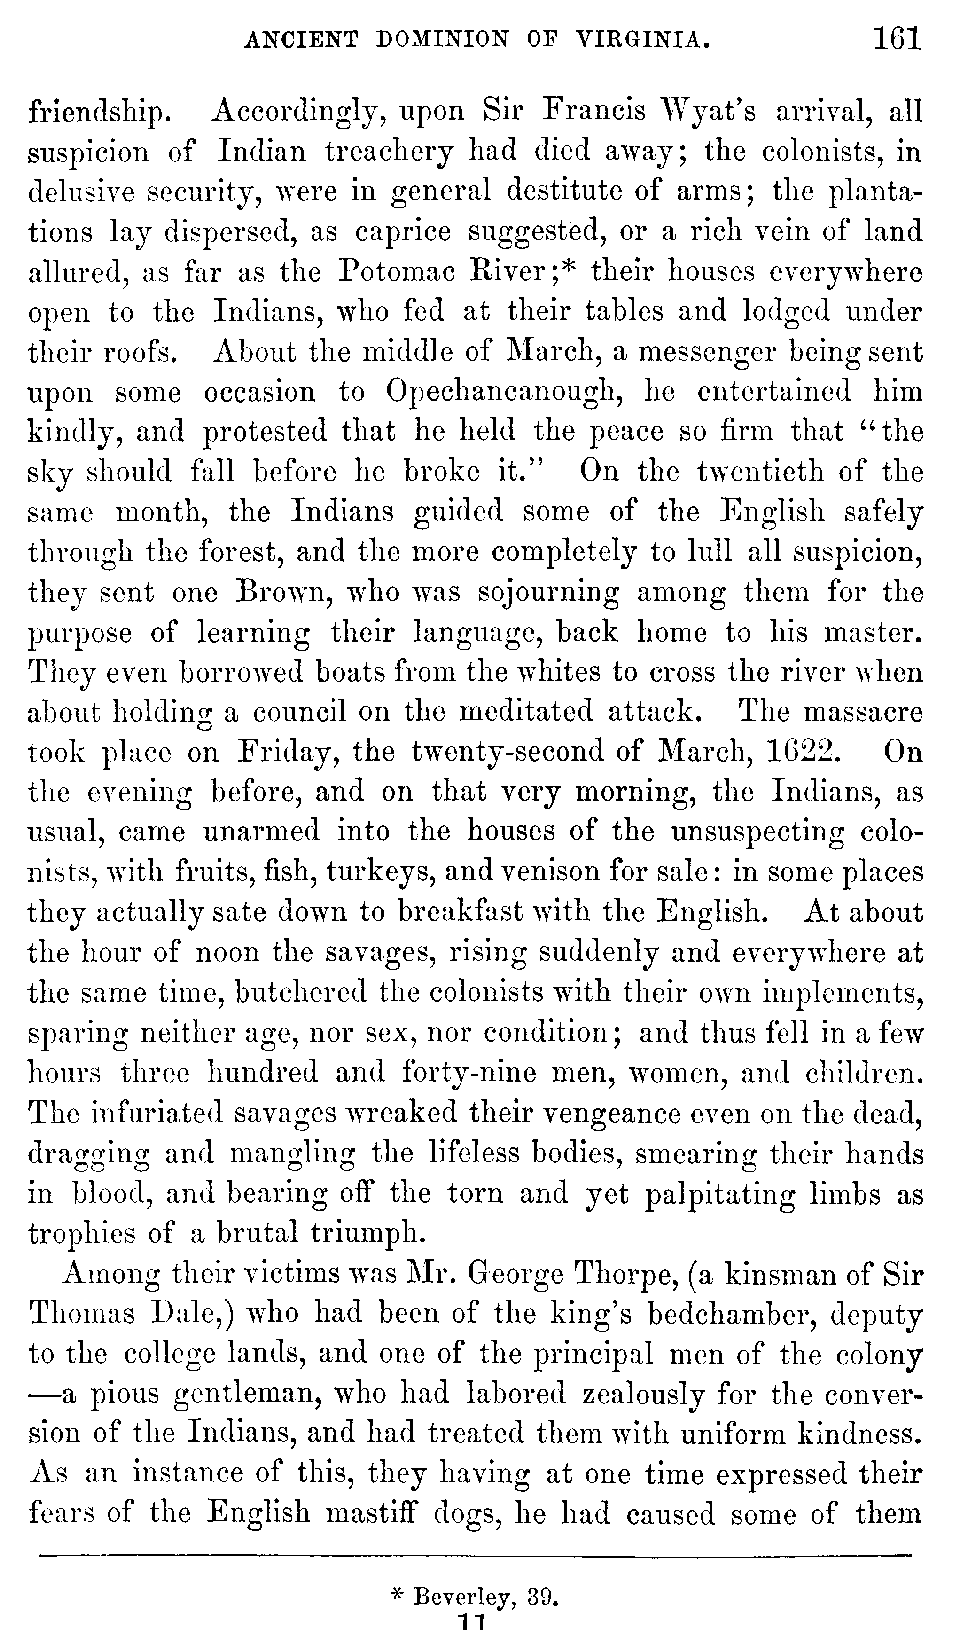 ANCIENT DOMINION OF VIRGINIA. 161
friendship. Accordingly, upon Sir Francis Wyat's arrival, all
suspicion of Indian treachery had died away; the colonists, in
delusive security, were in general destitute of arms; the planta-
tions lay dispersed, as caprice suggested, or a rich vein of land
allured, as far as the Potomac River;* their houses everywhere
open to the Indians, who fed at their tables and lodged under
their roofs. About the middle of March, a messenger being sent
upon some occasion to Opechancanough, he entertained him
kindly, and protested that he held the peace so firm that "the
sky should fall before he broke it." On the twentieth of the
same month, the Indians guided some of the English safely
through the forest, and the more completely to lull all suspicion,
they sent one Brown, who was sojourning among them for the
purpose of learning their language, back home to his master.
They even borrowed boats from the whites to cross the river when
about holding a council on the meditated attack. The massacre
took place on Friday, the twenty-second of March, 1622. On
the evening before, and on that very morning, the Indians, as
usual, came unarmed into the houses of the unsuspecting colo-
nists, with fruits, fish, turkeys, and venison for sale: in some places
they actually sate down to breakfast with the English. At about
the hour of noon the savages, rising suddenly and everywhere at
the same time, butchered the colonists with their own implements,
sparing neither age, nor sex, nor condition; and thus fell in a few
hours three hundred and forty-nine men, women, and children.
The infuriated savages wreaked their vengeance even on the dead,
dragging and mangling the lifeless bodies, smearing their hands
in blood, and bearing off the torn and yet palpitating limbs as
trophies of a brutal triumph.
Among their victims was Mr. George Thorpe, (a kinsman of Sir
Thomas Dale,) who had been of the king's bedchamber, deputy
to the college lands, and one of the principal men of the colony
—a pious gentleman, who had labored zealously for the conver-
sion of the Indians, and had treated them with uniform kindness.
As an instance of this, they having at one time expressed their
fears of the English mastiff dogs, he had caused some of them
* Beverley, 39.
11